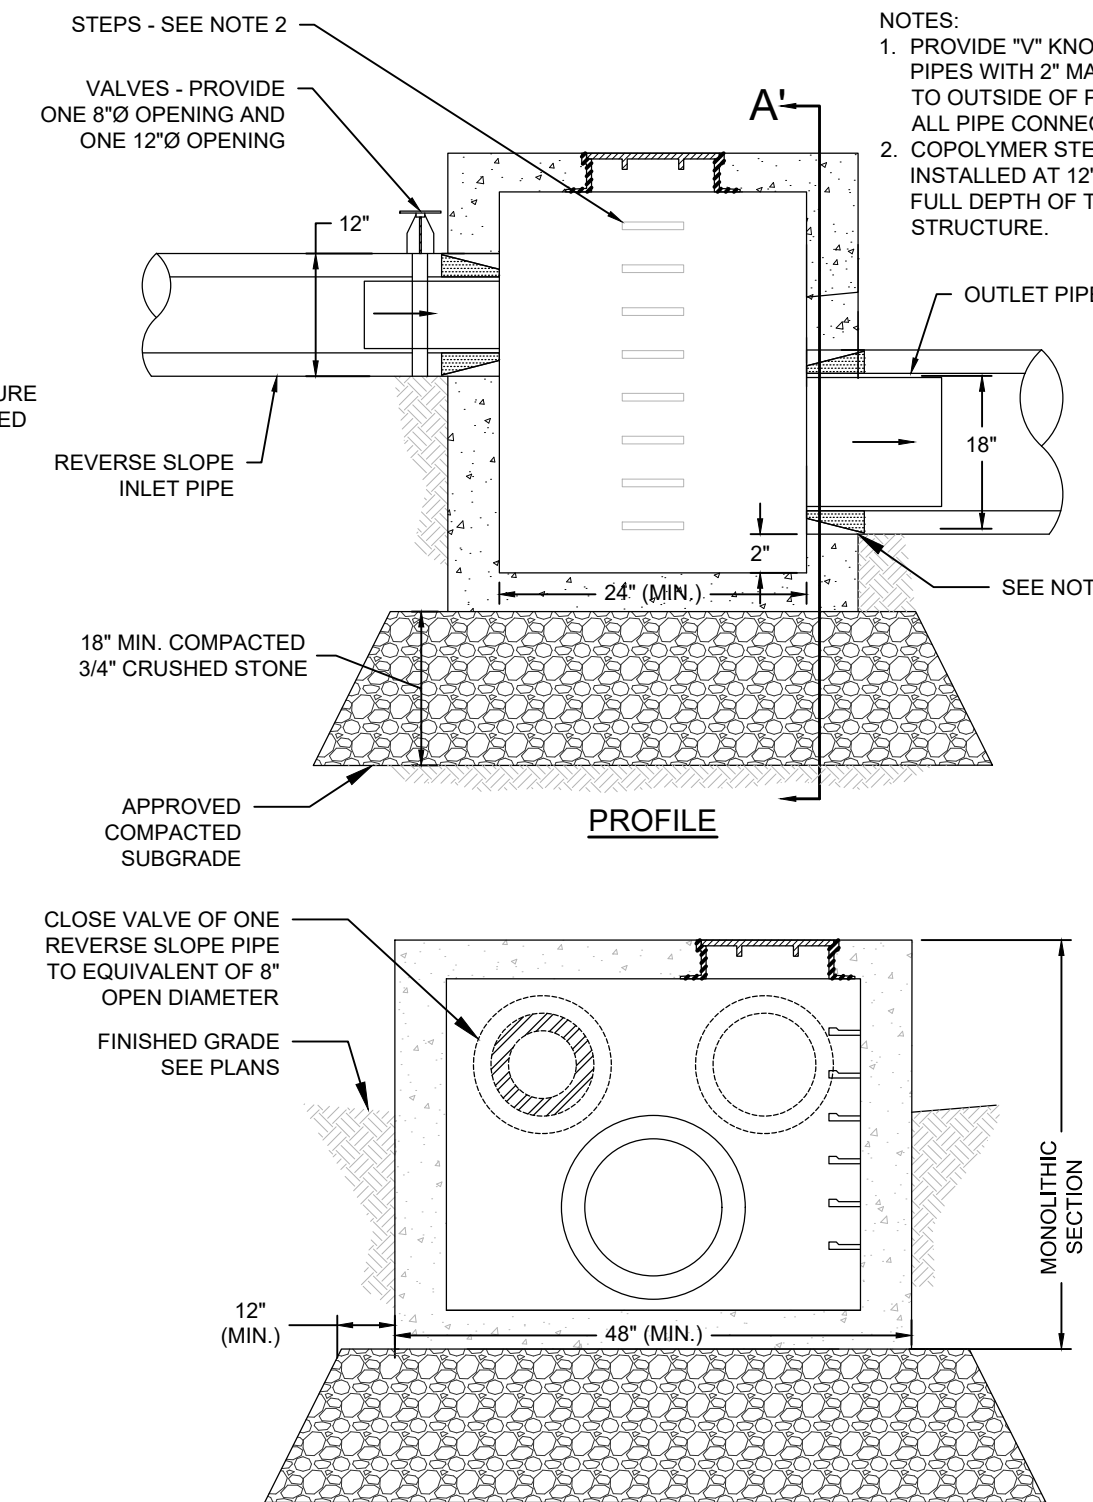 STEPS - SEE NOTE 2
VALVES - PROVIDE
ONE 8"Ø OPENING AND
ONE 12"Ø OPENING
A'
NOTES:
1. PROVIDE "V" KNO
PIPES WITH 2" MA
TO OUTSIDE OF P
ALL PIPE CONNEC
2. COPOLYMER STE
INSTALLED AT 12"
FULL DEPTH OF T
STRUCTURE.
12"
OUTLET PIPE
URE
ED
REVERSE SLOPE
INLET PIPE
18"
2"
24" (MIN.)
SEE NOT
18" MIN. COMPACTED
3/4" CRUSHED STONE
APPROVED
COMPACTED
SUBGRADE
PROFILE
CLOSE VALVE OF ONE
REVERSE SLOPE PIPE
TO EQUIVALENT OF 8"
OPEN DIAMETER
FINISHED GRADE
SEE PLANS
MONOLITHIC
SECTION
12"
(MIN.)
48" (MIN.)